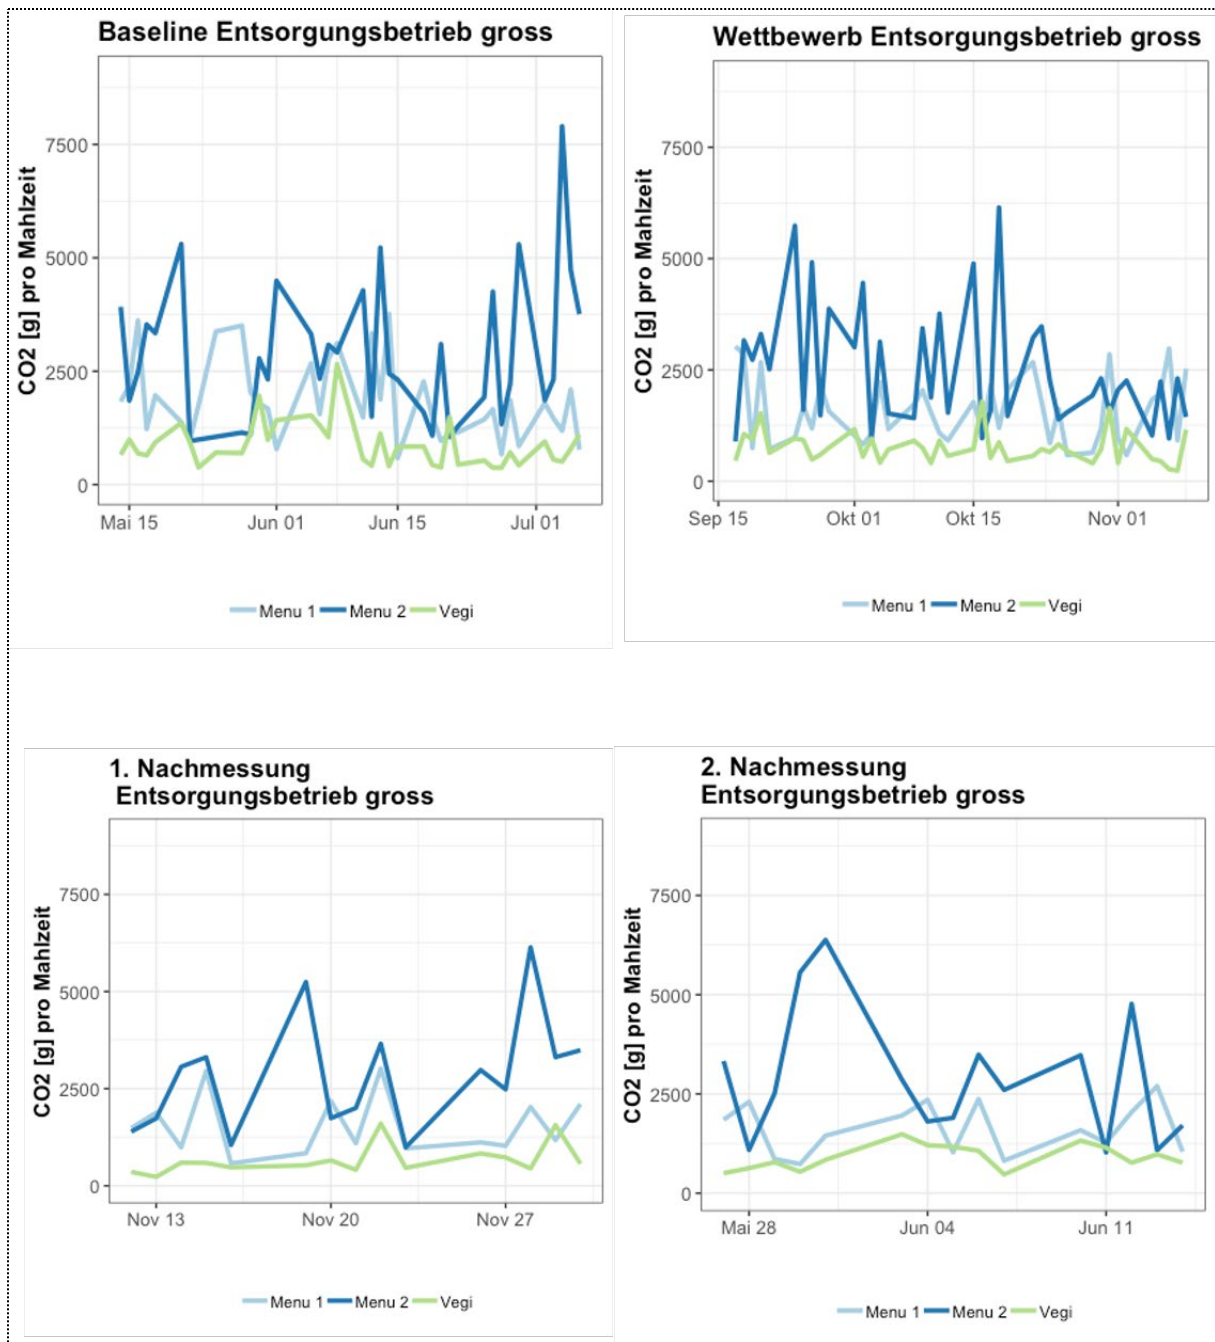 Baseline Entsorgungsbetrieb gross
CO2 [g] pro Mahlzeit
7500
5000
2500
0
Mai 15 Jun 01 Jun 15 Jul 01
Menu 1 Menu 2 Vegi
Wettbewerb Entsorgungsbetrieb gross
CO2 [g] pro Mahlzeit
7500
5000
2500
0
Sep 15 Okt 01 Okt 15 Nov 01
Menu 1 Menu 2 Vegi
1. Nachmessung
Entsorgungsbetrieb gross
CO2 [g] pro Mahlzeit
7500
5000
2500
0
Nov 13 Nov 20 Nov 27
Menu 1 Menu 2 Vegi
2. Nachmessung
Entsorgungsbetrieb gross
CO2 [g] pro Mahlzeit
7500
5000
2500
0
Mai 28 Jun 04 Jun 11
Menu 1 Menu 2 Vegi